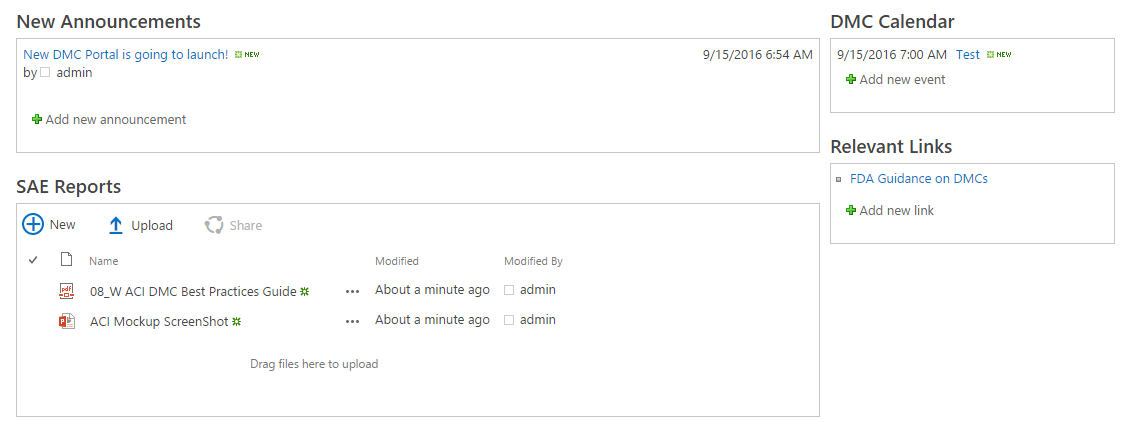 New Announcements
New DMC Portal is going to launch! NEW 9/15/2016 6:54 AM
by admin
Add new announcement
SAE Reports
New Upload Share
Name Modified Modified By
08_W ACI DMC Best Practices Guide ... About a minute ago admin
ACI Mockup ScreenShot ... About a minute ago admin
Drag files here to upload
DMC Calendar
9/15/2016 7:00 AM Test NEW
Add new event
Relevant Links
FDA Guidance on DMCs
Add new link